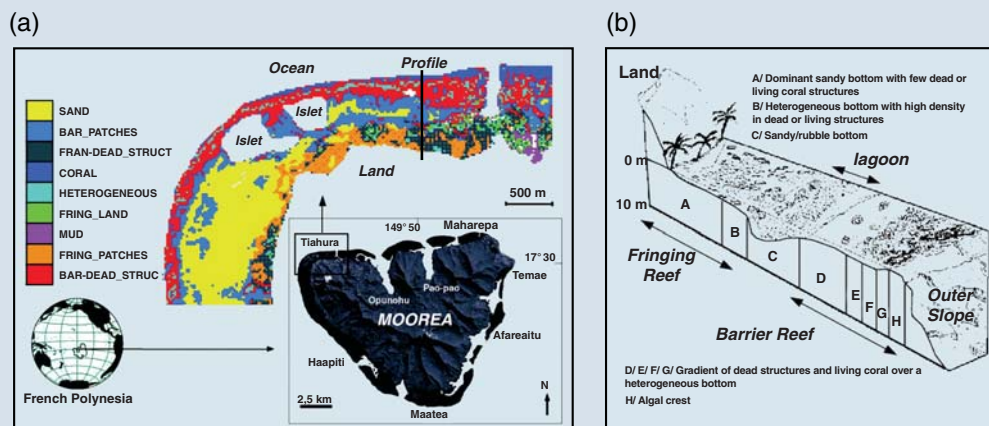 (a)
Ocean
Profile
Islet
Islet
Land
500 m
SAND
BAR_PATCHES
FRAN-DEAD_STRUCT
CORAL
HETEROGENEOUS
FRING_LAND
MUD
FRING_PATCHES
BAR-DEAD_STRUC
149° 50
Maharepa
Tiahura
17° 30
Temae
Opunohu
Pao-pao
MOOREA
Afareaitu
Haapiti
Maatea
2,5 km
N
French Polynesia
(b)
Land
A/ Dominant sandy bottom with few dead or
living coral structures
B/ Heterogeneous bottom with high density
in dead or living structures
C/ Sandy/rubble bottom
lagoon
0 m
10 m
A
B
C
D
E
F
G
H
Fringing
Reef
Barrier Reef
Outer
Slope
D/ E/ F/ G/ Gradient of dead structures and living coral over a
heterogeneous bottom
H/ Algal crest